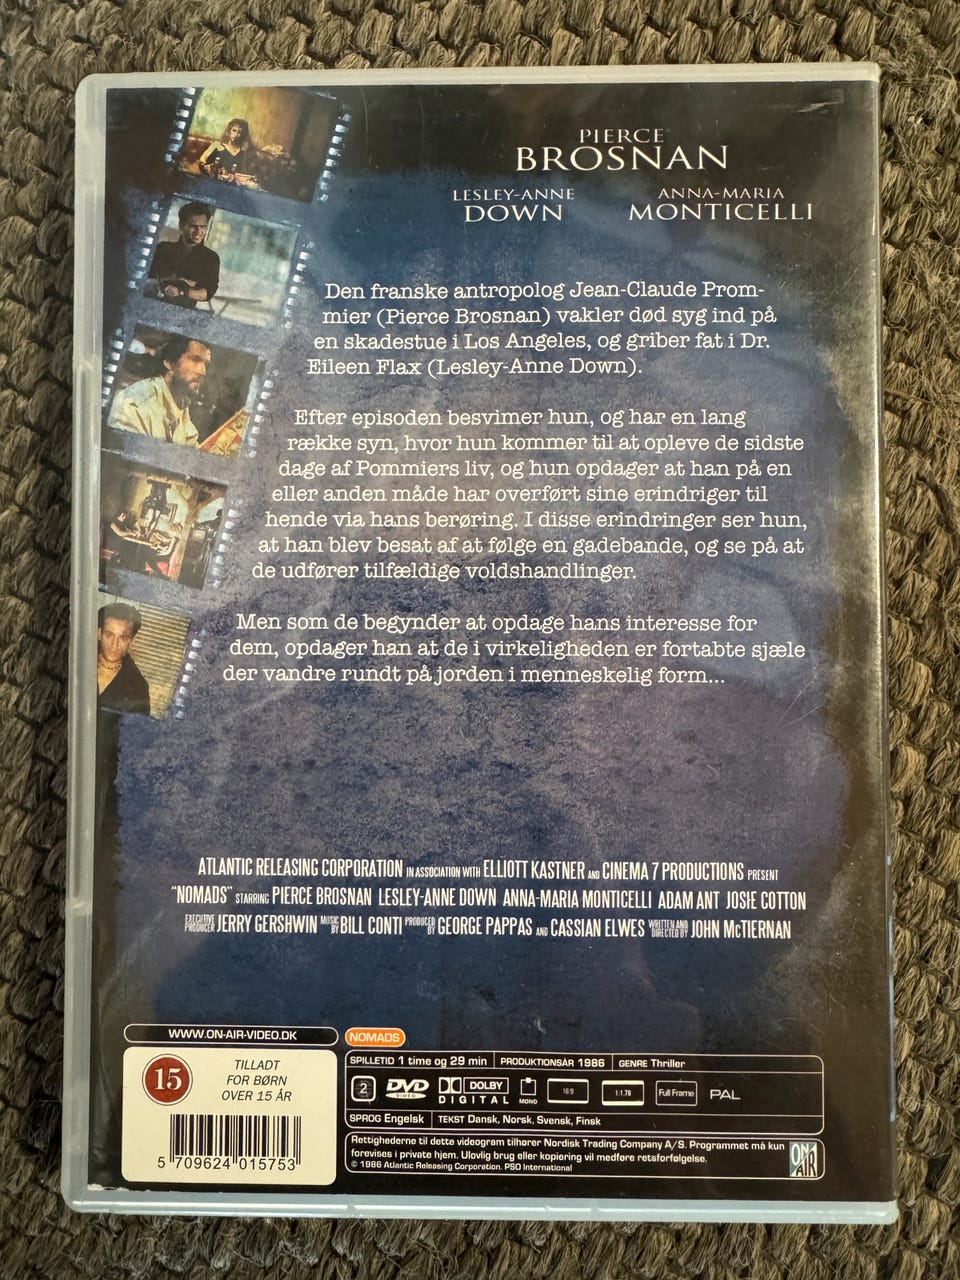 PIERCE
BROSNAN
LESLEY-ANNE
DOWN
ANNA-MARIA
MONTICELLI
Den franske antropolog Jean-Claude Prom-
mier (Pierce Brosnan) vakler død syg ind på
en skadestue i Los Angeles, og griber fat i Dr.
Eileen Flax (Lesley-Anne Down).
Efter episoden besvimer hun, og har en lang
række syn, hvor hun kommer til at opleve de sidste
dage af Pommiers liv, og hun opdager at han på en
eller anden måde har overført sine erindriger til
hende via hans berøring. I disse erindringer ser hun,
at han blev besat af at følge en gadebande, og se på at
de udfører tilfældige voldshandlinger.
Men som de begynder at opdage hans interesse for
dem, opdager han at de i virkeligheden er fortabte sjæle
der vandre rundt på jorden i menneskelig form...
ATLANTIC RELEASING CORPORATION IN ASSOCIATION WITH ELLIOTT KASTNER AND CINEMA 7 PRODUCTIONS PRESENT
"NOMADS" STARRING PIERCE BROSNAN LESLEY-ANNE DOWN ANNA-MARIA MONTICELLI ADAM ANT JOSIE COTTON
EXECUTIVE PRODUCER JERRY GERSHWIN MUSIC BY BILL CONTI PRODUCED BY GEORGE PAPPAS AND CASSIAN ELWES WRITTEN AND DIRECTED BY JOHN McTIERNAN
WWW.ON-AIR-VIDEO.DK
NOMADS
15
TILLADT
FOR BØRN
OVER 15 ÅR
5 709624 015753
SPILLETID 1 time og 29 min PRODUKTIONSÅR 1986 GENRE Thriller
2 DVD VIDEO DOLBY DIGITAL MONO 16:9 1:1.78 Full Frame PAL
SPROG Engelsk TEKST Dansk, Norsk, Svensk, Finsk
Rettighederne til dette videogram tilhører Nordisk Trading Company A/S. Programmet må kun
forevises i private hjem. Ulovlig brug eller kopiering vil medføre retsforfølgelse.
© 1986 Atlantic Releasing Corporation. PSO International
ON AIR